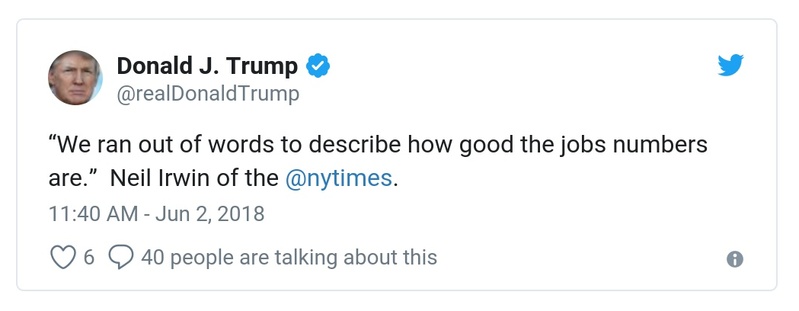 Donald J. Trump
@realDonaldTrump
“We ran out of words to describe how good the jobs numbers
are.”  Neil Irwin of the @nytimes.
11:40 AM - Jun 2, 2018
6 40 people are talking about this